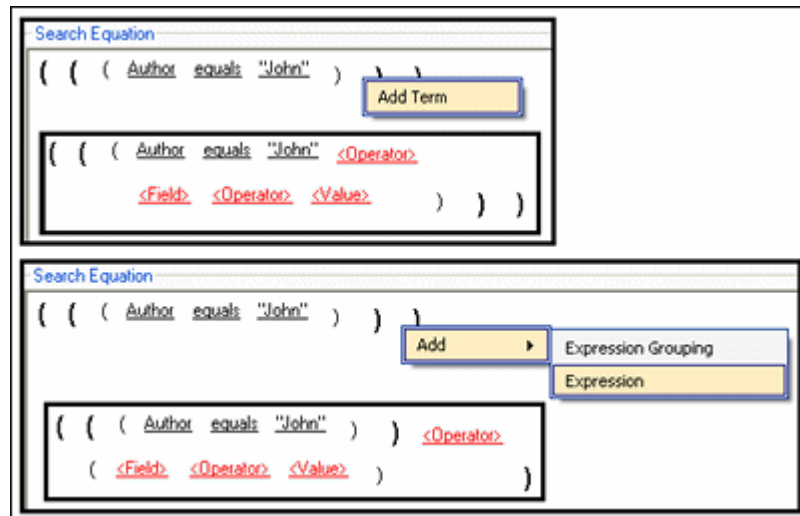 Search Equation
( ( ( Author equals "John" ) ) )
Add Term
( ( ( Author equals "John" <Operator>
<Field> <Operator> <Value> ) ) )
Search Equation
( ( ( Author equals "John" ) ) )
Add Expression Grouping
Expression
( ( ( Author equals "John" ) ) <Operator>
( <Field> <Operator> <Value> ) )